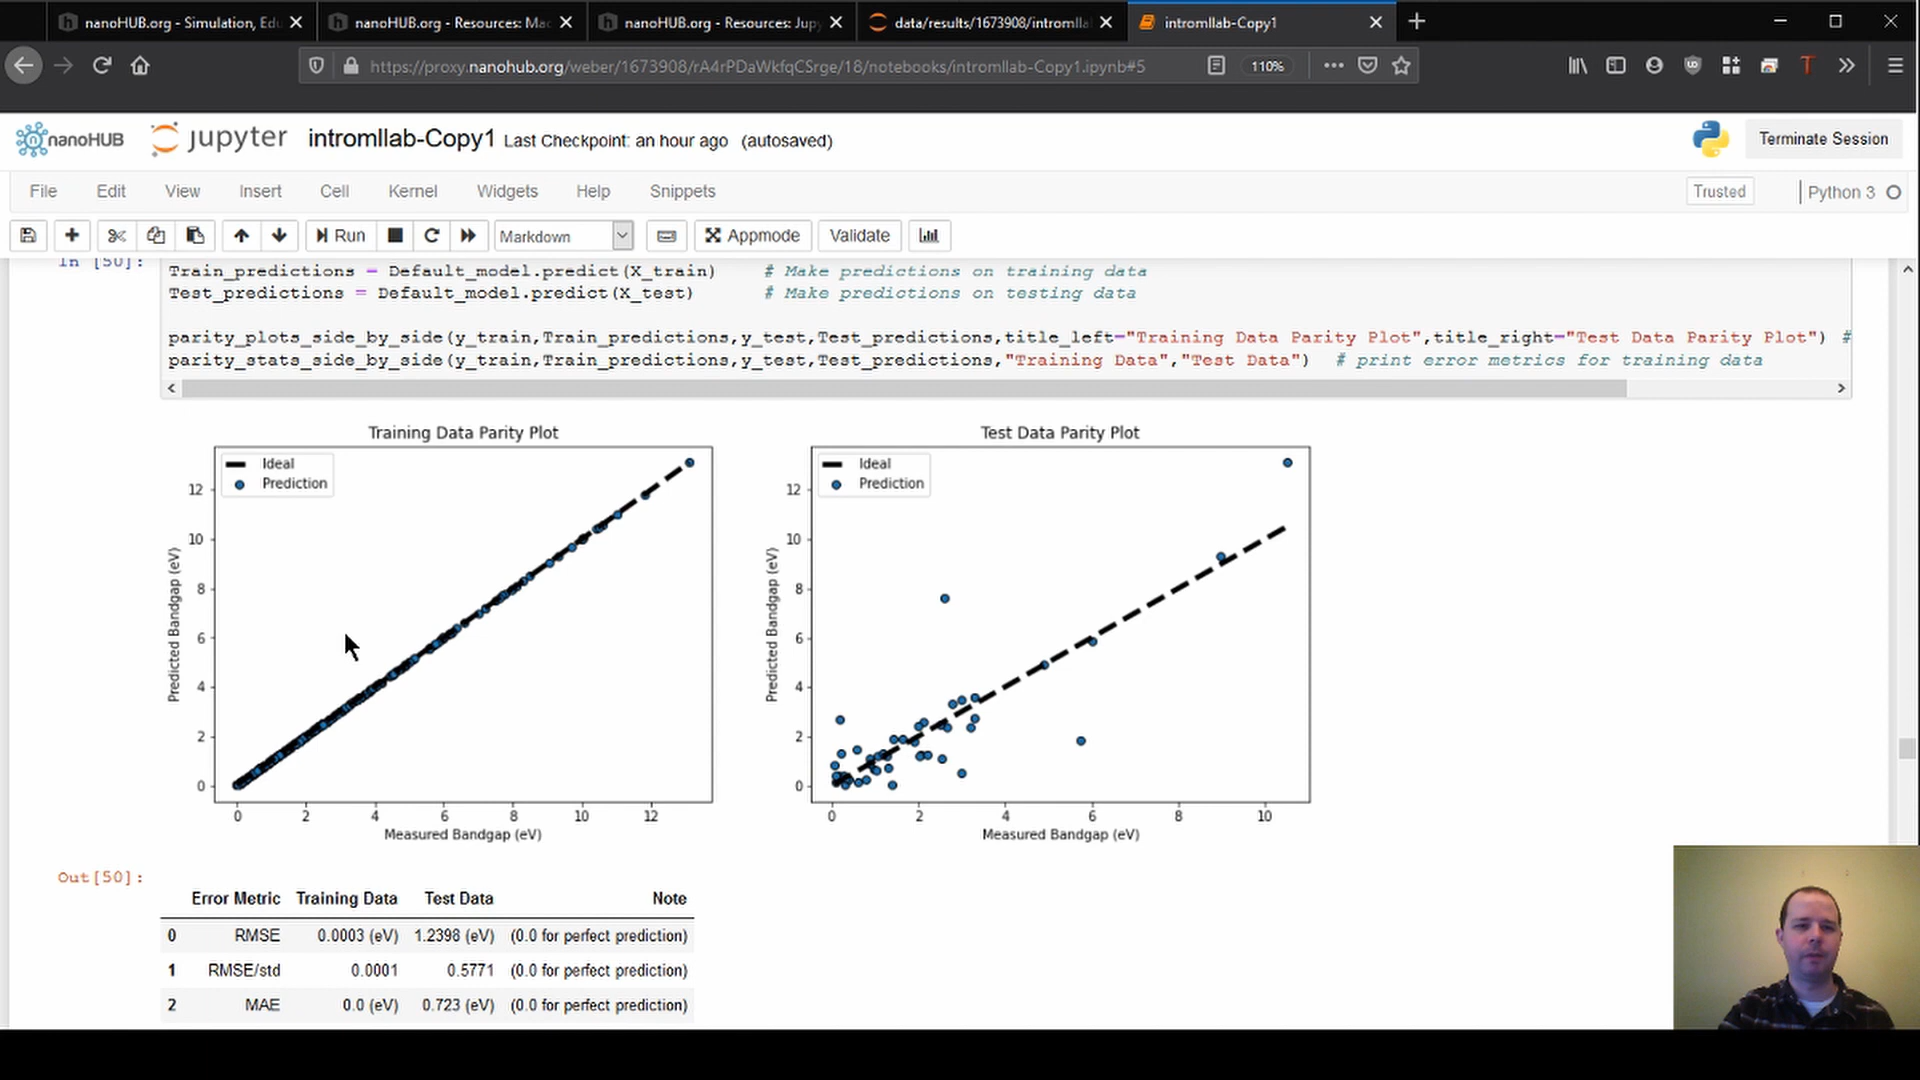 nanoHUB.org - Simulation, Edu
nanoHUB.org - Resources: Mac
nanoHUB.org - Resources: Jupy
data/results/1673908/intromllab
intromllab-Copy1
https://proxy.nanohub.org/weber/1673908/rA4rPDaWkfqCSrge/18/notebooks/intromllab-Copy1.ipynb#5
110%
nanoHUB
jupyter
intromllab-Copy1 Last Checkpoint: an hour ago (autosaved)
Terminate Session
File Edit View Insert Cell Kernel Widgets Help Snippets
Trusted
Python 3
Run
Markdown
Appmode
Validate
In [50]:
Train_predictions = Default_model.predict(X_train) # Make predictions on training data
Test_predictions = Default_model.predict(X_test) # Make predictions on testing data
parity_plots_side_by_side(y_train,Train_predictions,y_test,Test_predictions,title_left="Training Data Parity Plot",title_right="Test Data Parity Plot") #
parity_stats_side_by_side(y_train,Train_predictions,y_test,Test_predictions,"Training Data","Test Data") # print error metrics for training data
Training Data Parity Plot
Ideal
Prediction
12
10
8
6
4
2
0
Predicted Bandgap (eV)
0 2 4 6 8 10 12
Measured Bandgap (eV)
Test Data Parity Plot
Ideal
Prediction
12
10
8
6
4
2
0
Predicted Bandgap (eV)
0 2 4 6 8 10
Measured Bandgap (eV)
Out[50]:
Error Metric Training Data Test Data Note
0 RMSE 0.0003 (eV) 1.2398 (eV) (0.0 for perfect prediction)
1 RMSE/std 0.0001 0.5771 (0.0 for perfect prediction)
2 MAE 0.0 (eV) 0.723 (eV) (0.0 for perfect prediction)